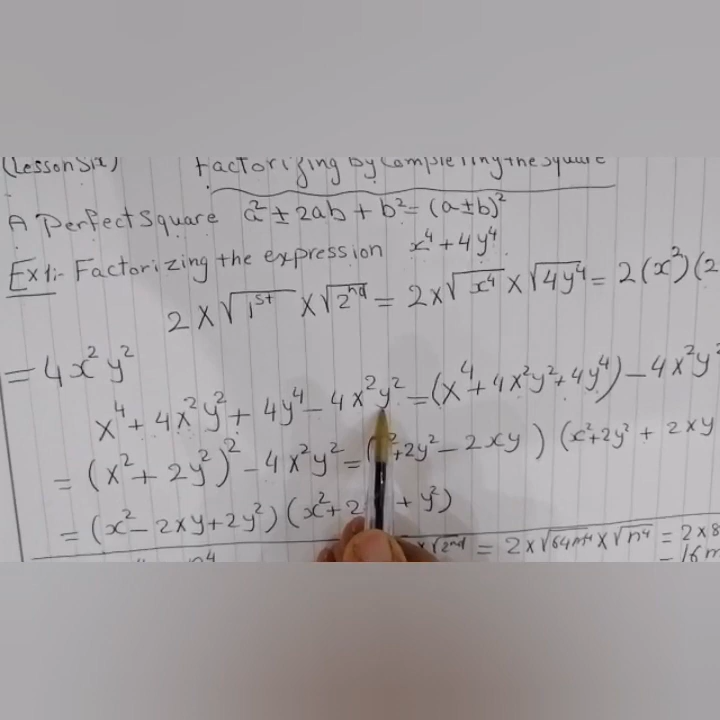 (Lesson Six) Factorizing by Completing the Square
A Perfect Square a² ± 2ab + b² = (a ± b)²
Ex1:- Factorizing the expression x⁴ + 4y⁴
2 × √1st × √2nd = 2 × √x⁴ × √4y⁴ = 2(x²)(2
= 4x²y²
x⁴ + 4x²y² + 4y⁴ - 4x²y² = (x⁴ + 4x²y² + 4y⁴) - 4x²y²
= (x² + 2y²)² - 4x²y² = ( ²+2y² - 2xy) (x²+2y² + 2xy
= (x² - 2xy + 2y²) (x² + 2 + y²)
× √2nd = 2 × √64m⁴ × √n⁴ = 2 × 8
n⁴ = 16m